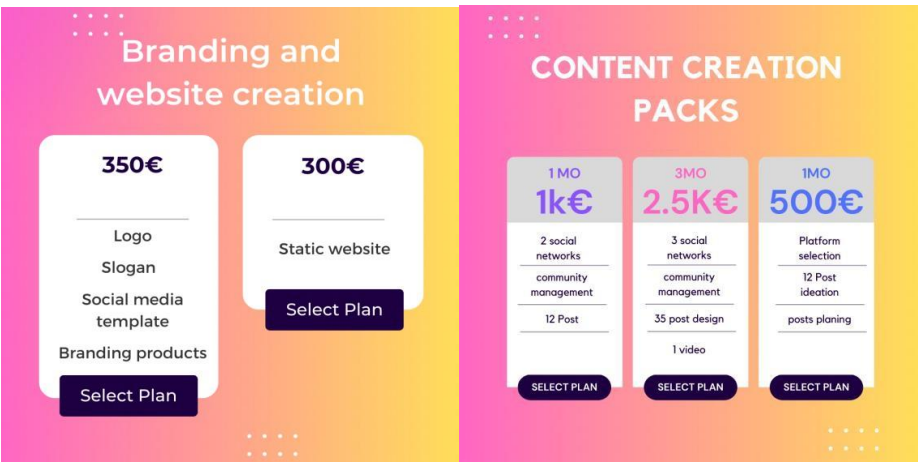 Branding and
website creation
350€
Logo
Slogan
Social media
template
Branding products
Select Plan
300€
Static website
Select Plan
CONTENT CREATION
PACKS
1 MO
1k€
2 social
networks
community
management
12 Post
SELECT PLAN
3MO
2.5K€
3 social
networks
community
management
35 post design
1 video
SELECT PLAN
1MO
500€
Platform
selection
12 Post
ideation
posts planing
SELECT PLAN